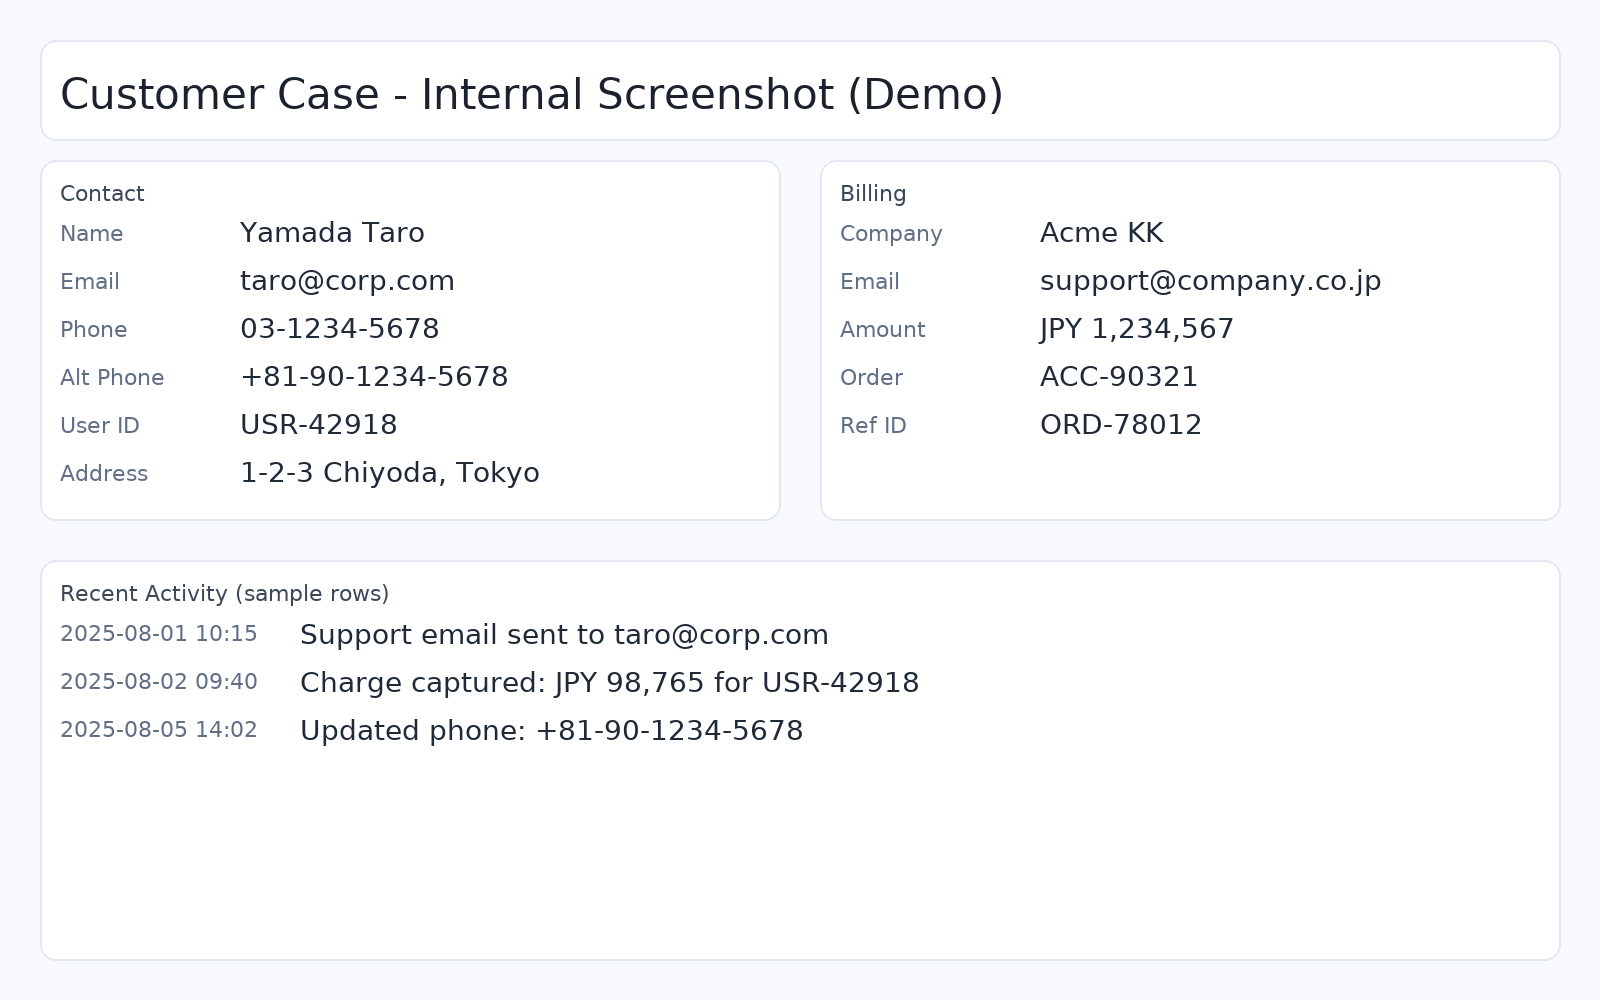 Customer Case - Internal Screenshot (Demo)
Contact
Name Yamada Taro
Email taro@corp.com
Phone 03-1234-5678
Alt Phone +81-90-1234-5678
User ID USR-42918
Address 1-2-3 Chiyoda, Tokyo
Billing
Company Acme KK
Email support@company.co.jp
Amount JPY 1,234,567
Order ACC-90321
Ref ID ORD-78012
Recent Activity (sample rows)
2025-08-01 10:15 Support email sent to taro@corp.com
2025-08-02 09:40 Charge captured: JPY 98,765 for USR-42918
2025-08-05 14:02 Updated phone: +81-90-1234-5678